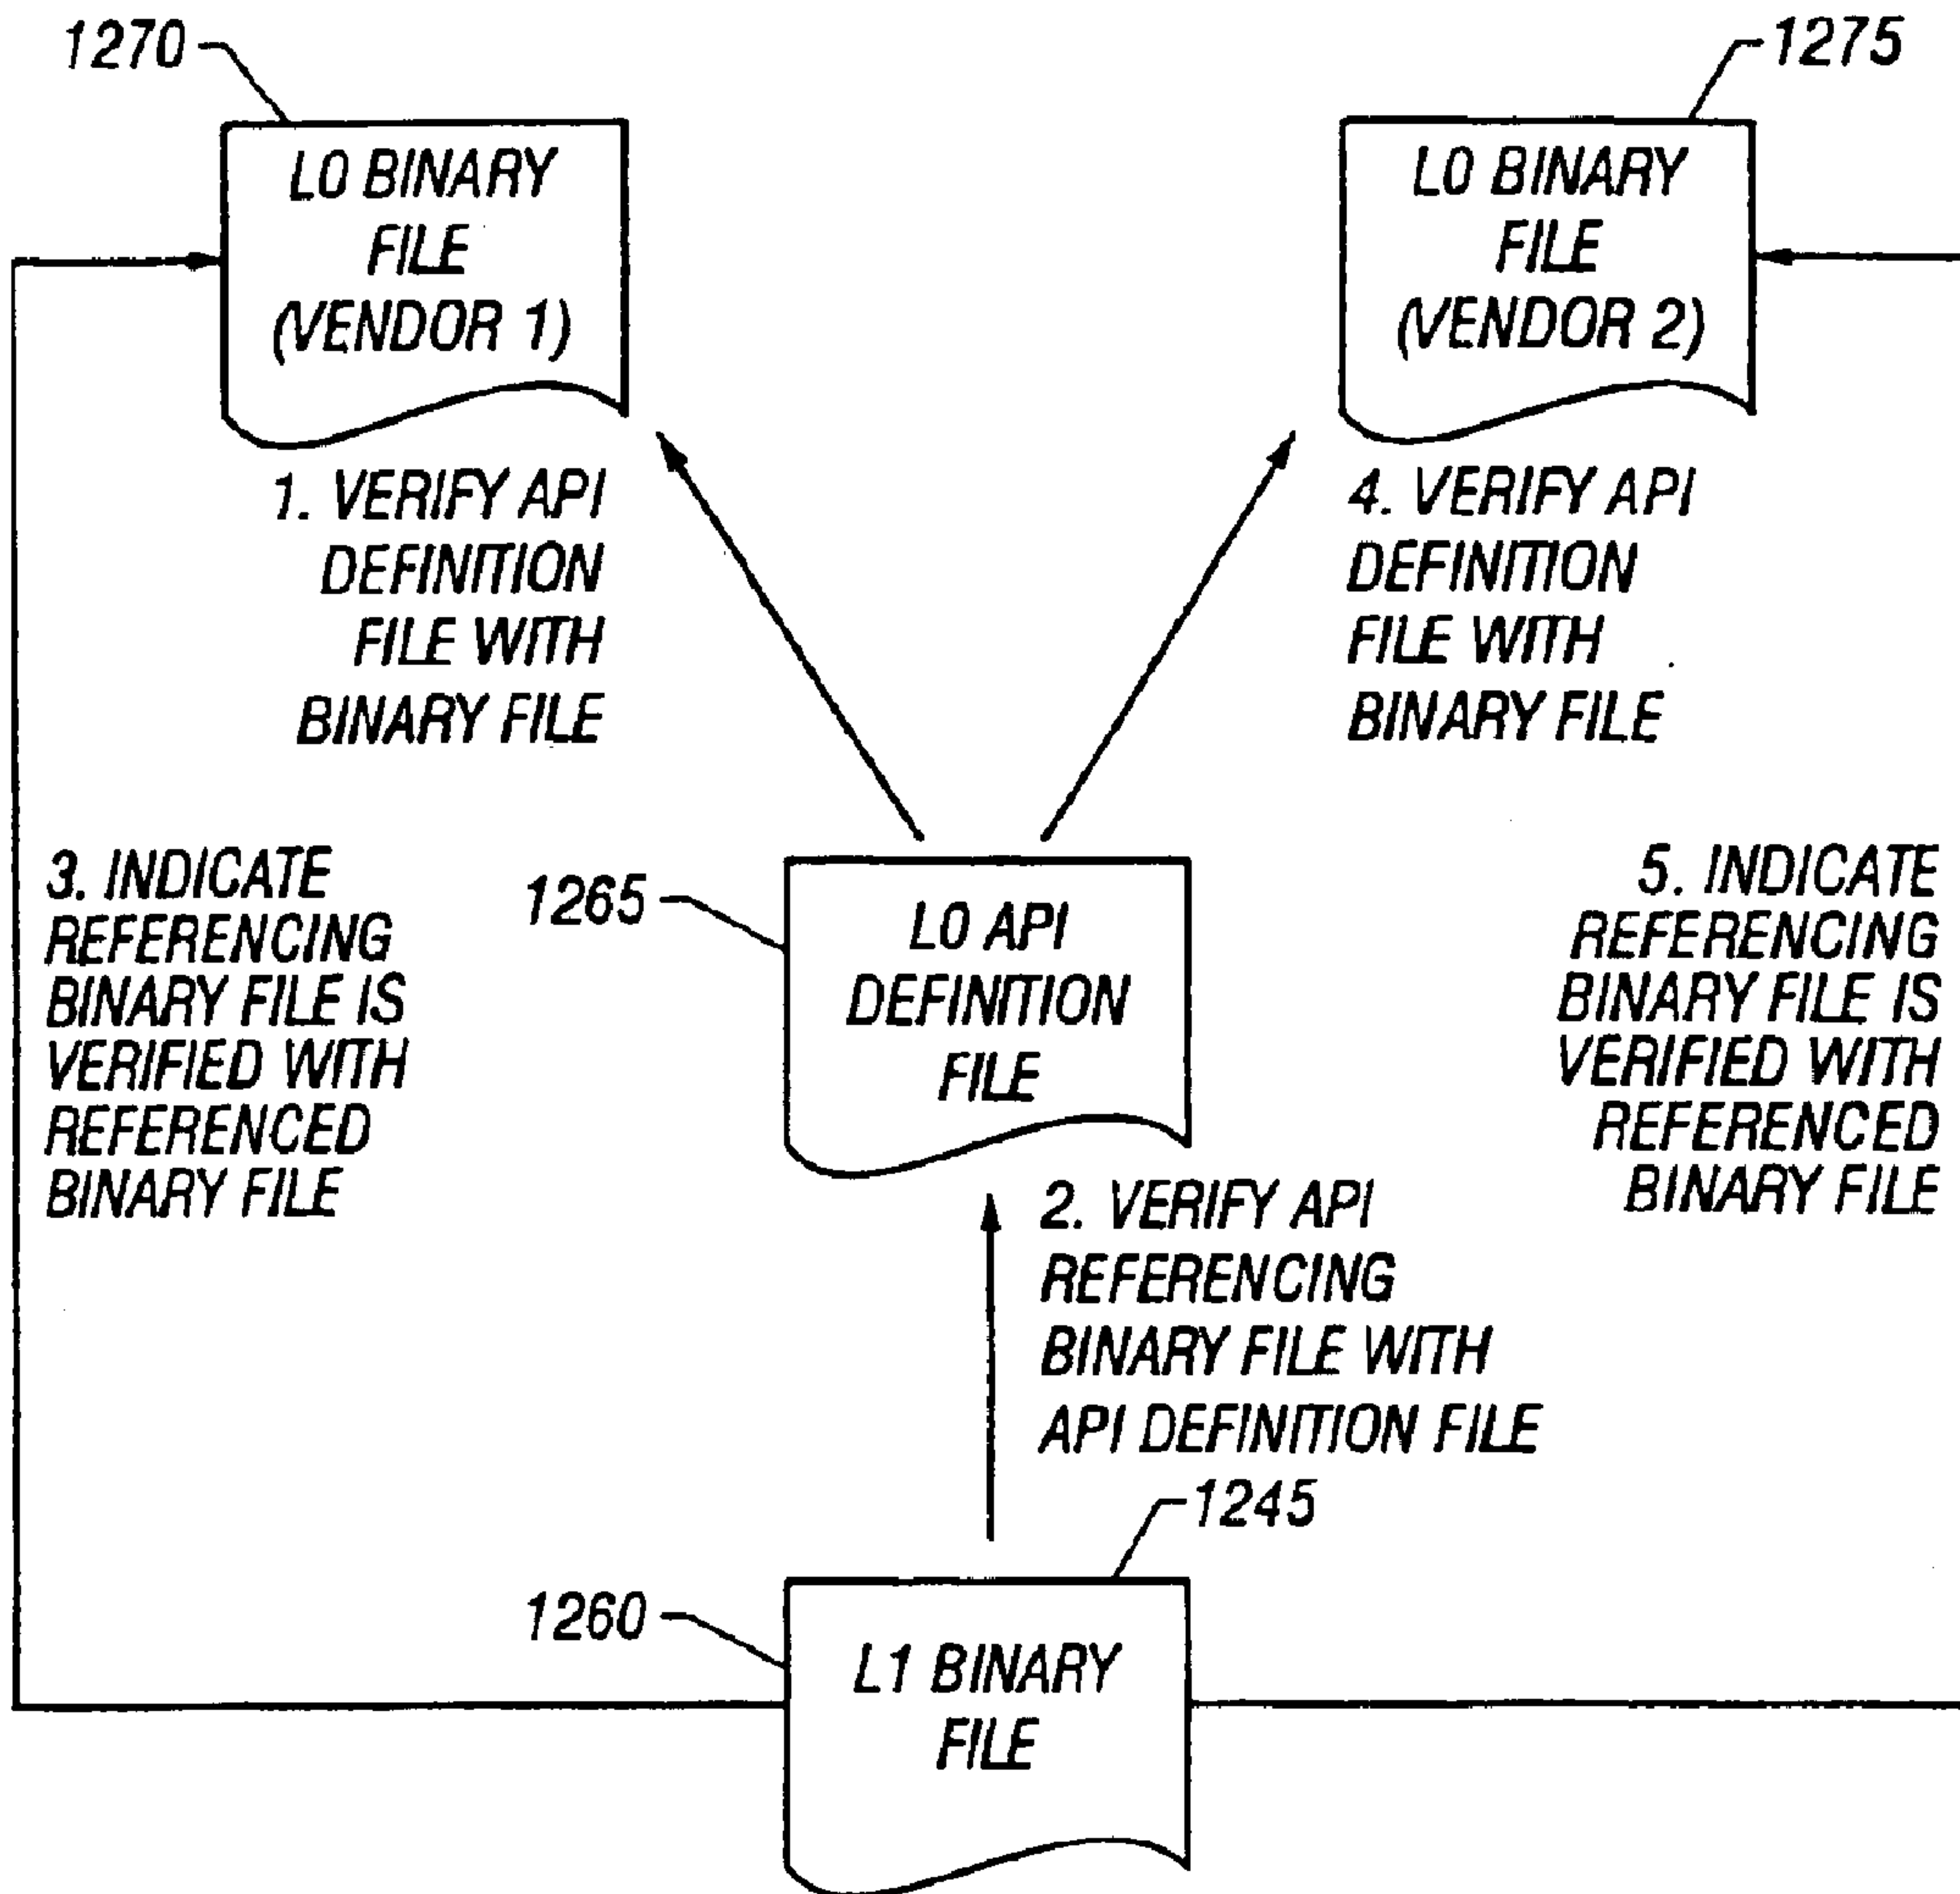 1270
1275
L0 BINARY
FILE
(VENDOR 1)
L0 BINARY
FILE
(VENDOR 2)
1. VERIFY API
DEFINITION
FILE WITH
BINARY FILE
4. VERIFY API
DEFINITION
FILE WITH
BINARY FILE
3. INDICATE
REFERENCING
BINARY FILE IS
VERIFIED WITH
REFERENCED
BINARY FILE
1265
L0 API
DEFINITION
FILE
5. INDICATE
REFERENCING
BINARY FILE IS
VERIFIED WITH
REFERENCED
BINARY FILE
2. VERIFY API
REFERENCING
BINARY FILE WITH
API DEFINITION FILE
1245
1260
L1 BINARY
FILE